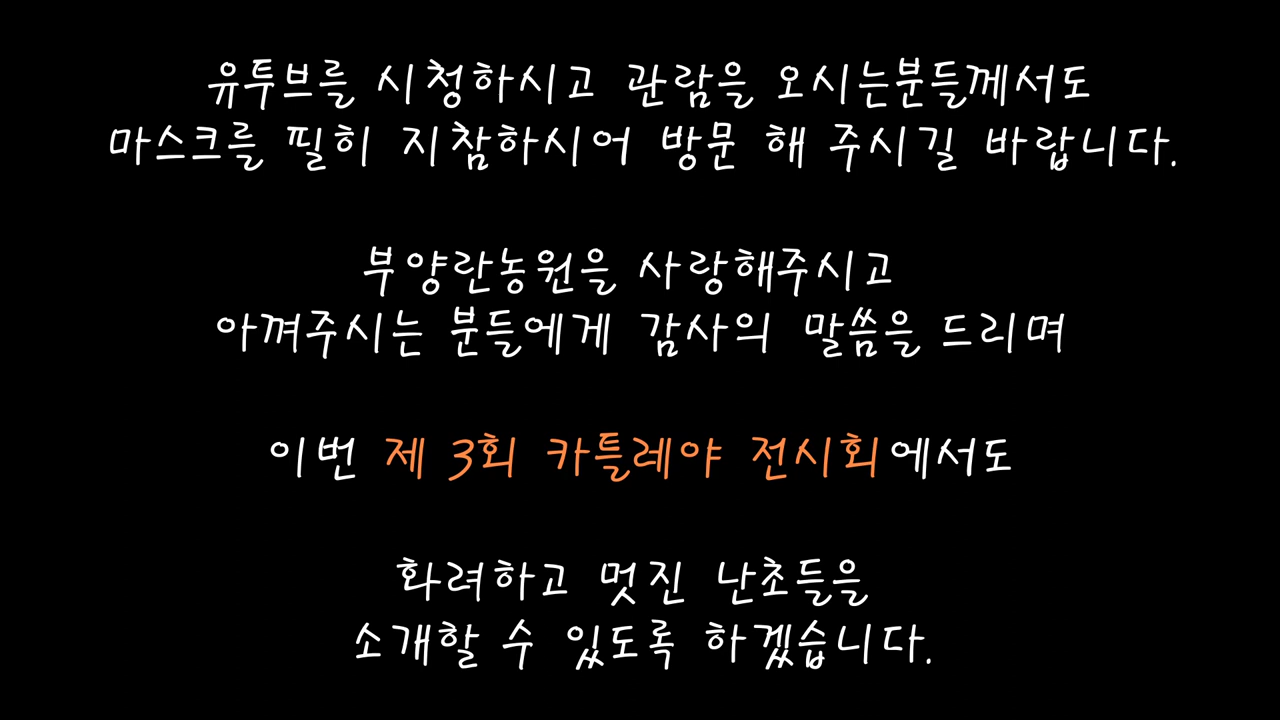 유투브를 시청하시고 관람을 오시는분들께서도
마스크를 필히 지참하시어 방문 해 주시길 바랍니다.
부양란농원을 사랑해주시고
아껴주시는 분들에게 감사의 말씀을 드리며
이번 제 3회 카틀레야 전시회에서도
화려하고 멋진 난초들을
소개할 수 있도록 하겠습니다.